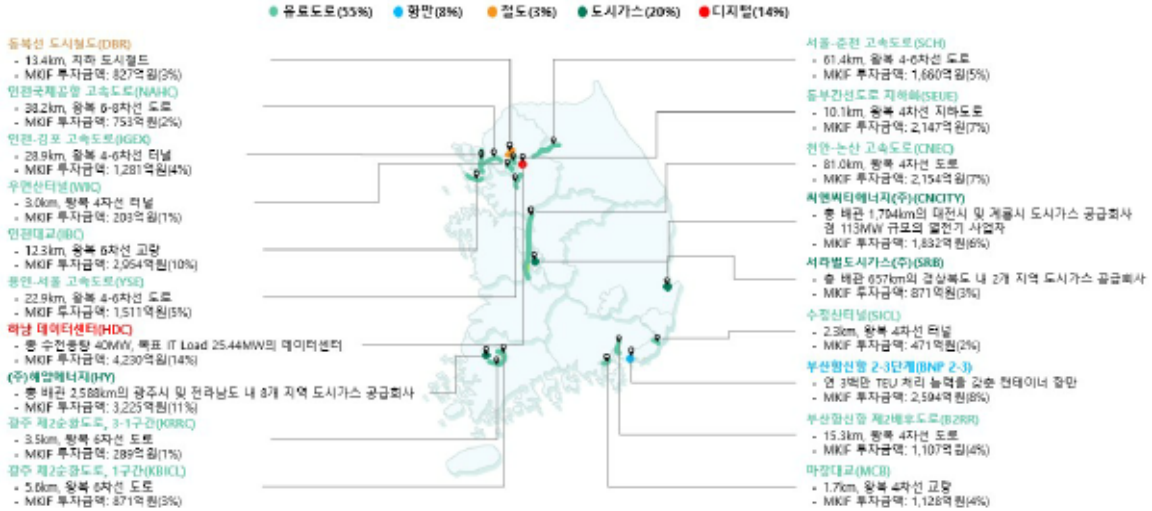 유료도로(55%) 항만(8%) 철도(3%) 도시가스(20%) 디지털(14%)
동북선 도시철도(DBR)
- 13.4km, 지하 도시철도
- MKIF 투자금액: 827억원(3%)
인천국제공항 고속도로(NAHC)
- 38.2km, 왕복 6-8차선 도로
- MKIF 투자금액: 753억원(2%)
인천-김포 고속도로(IGEX)
- 28.9km, 왕복 4-6차선 터널
- MKIF 투자금액: 1,281억원(4%)
우면산터널(WIC)
- 3.0km, 왕복 4차선 터널
- MKIF 투자금액: 203억원(1%)
인천대교(IBC)
- 12.3km, 왕복 6차선 교량
- MKIF 투자금액: 2,954억원(10%)
용인-서울 고속도로(YSE)
- 22.9km, 왕복 4-6차선 도로
- MKIF 투자금액: 1,511억원(5%)
하남 데이터센터(HDC)
- 총 수전용량 40MW, 목표 IT Load 25.44MW의 데이터센터
- MKIF 투자금액: 4,230억원(14%)
(주)해양에너지(HY)
- 총 배관 2,588km의 광주시 및 전라남도 내 8개 지역 도시가스 공급회사
- MKIF 투자금액: 3,225억원(11%)
광주 제2순환도로, 3-1구간(KRRC)
- 3.5km, 왕복 6차선 도로
- MKIF 투자금액: 289억원(1%)
광주 제2순환도로, 1구간(KBICL)
- 5.6km, 왕복 6차선 도로
- MKIF 투자금액: 871억원(3%)
서울-춘천 고속도로(SCH)
- 61.4km, 왕복 4-6차선 도로
- MKIF 투자금액: 1,660억원(5%)
동부간선도로 지하화(SEUE)
- 10.1km, 왕복 4차선 지하도로
- MKIF 투자금액: 2,147억원(7%)
천안-논산 고속도로(CNEC)
- 81.0km, 왕복 4차선 도로
- MKIF 투자금액: 2,154억원(7%)
씨엔씨티에너지(주)(CNCITY)
- 총 배관 1,794km의 대전시 및 계룡시 도시가스 공급회사
겸 113MW 규모의 열전기 사업자
- MKIF 투자금액: 1,832억원(6%)
서라벌도시가스(주)(SRB)
- 총 배관 657km의 경상북도 내 2개 지역 도시가스 공급회사
- MKIF 투자금액: 871억원(3%)
수정산터널(SICL)
- 2.3km, 왕복 4차선 터널
- MKIF 투자금액: 471억원(2%)
부산항신항 2-3단계(BNP 2-3)
- 연 3백만 TEU 처리 능력을 갖춘 컨테이너 항만
- MKIF 투자금액: 2,594억원(8%)
부산항신항 제2배후도로(B2RR)
- 15.3km, 왕복 4차선 도로
- MKIF 투자금액: 1,107억원(4%)
마창대교(MCB)
- 1.7km, 왕복 4차선 교량
- MKIF 투자금액: 1,128억원(4%)